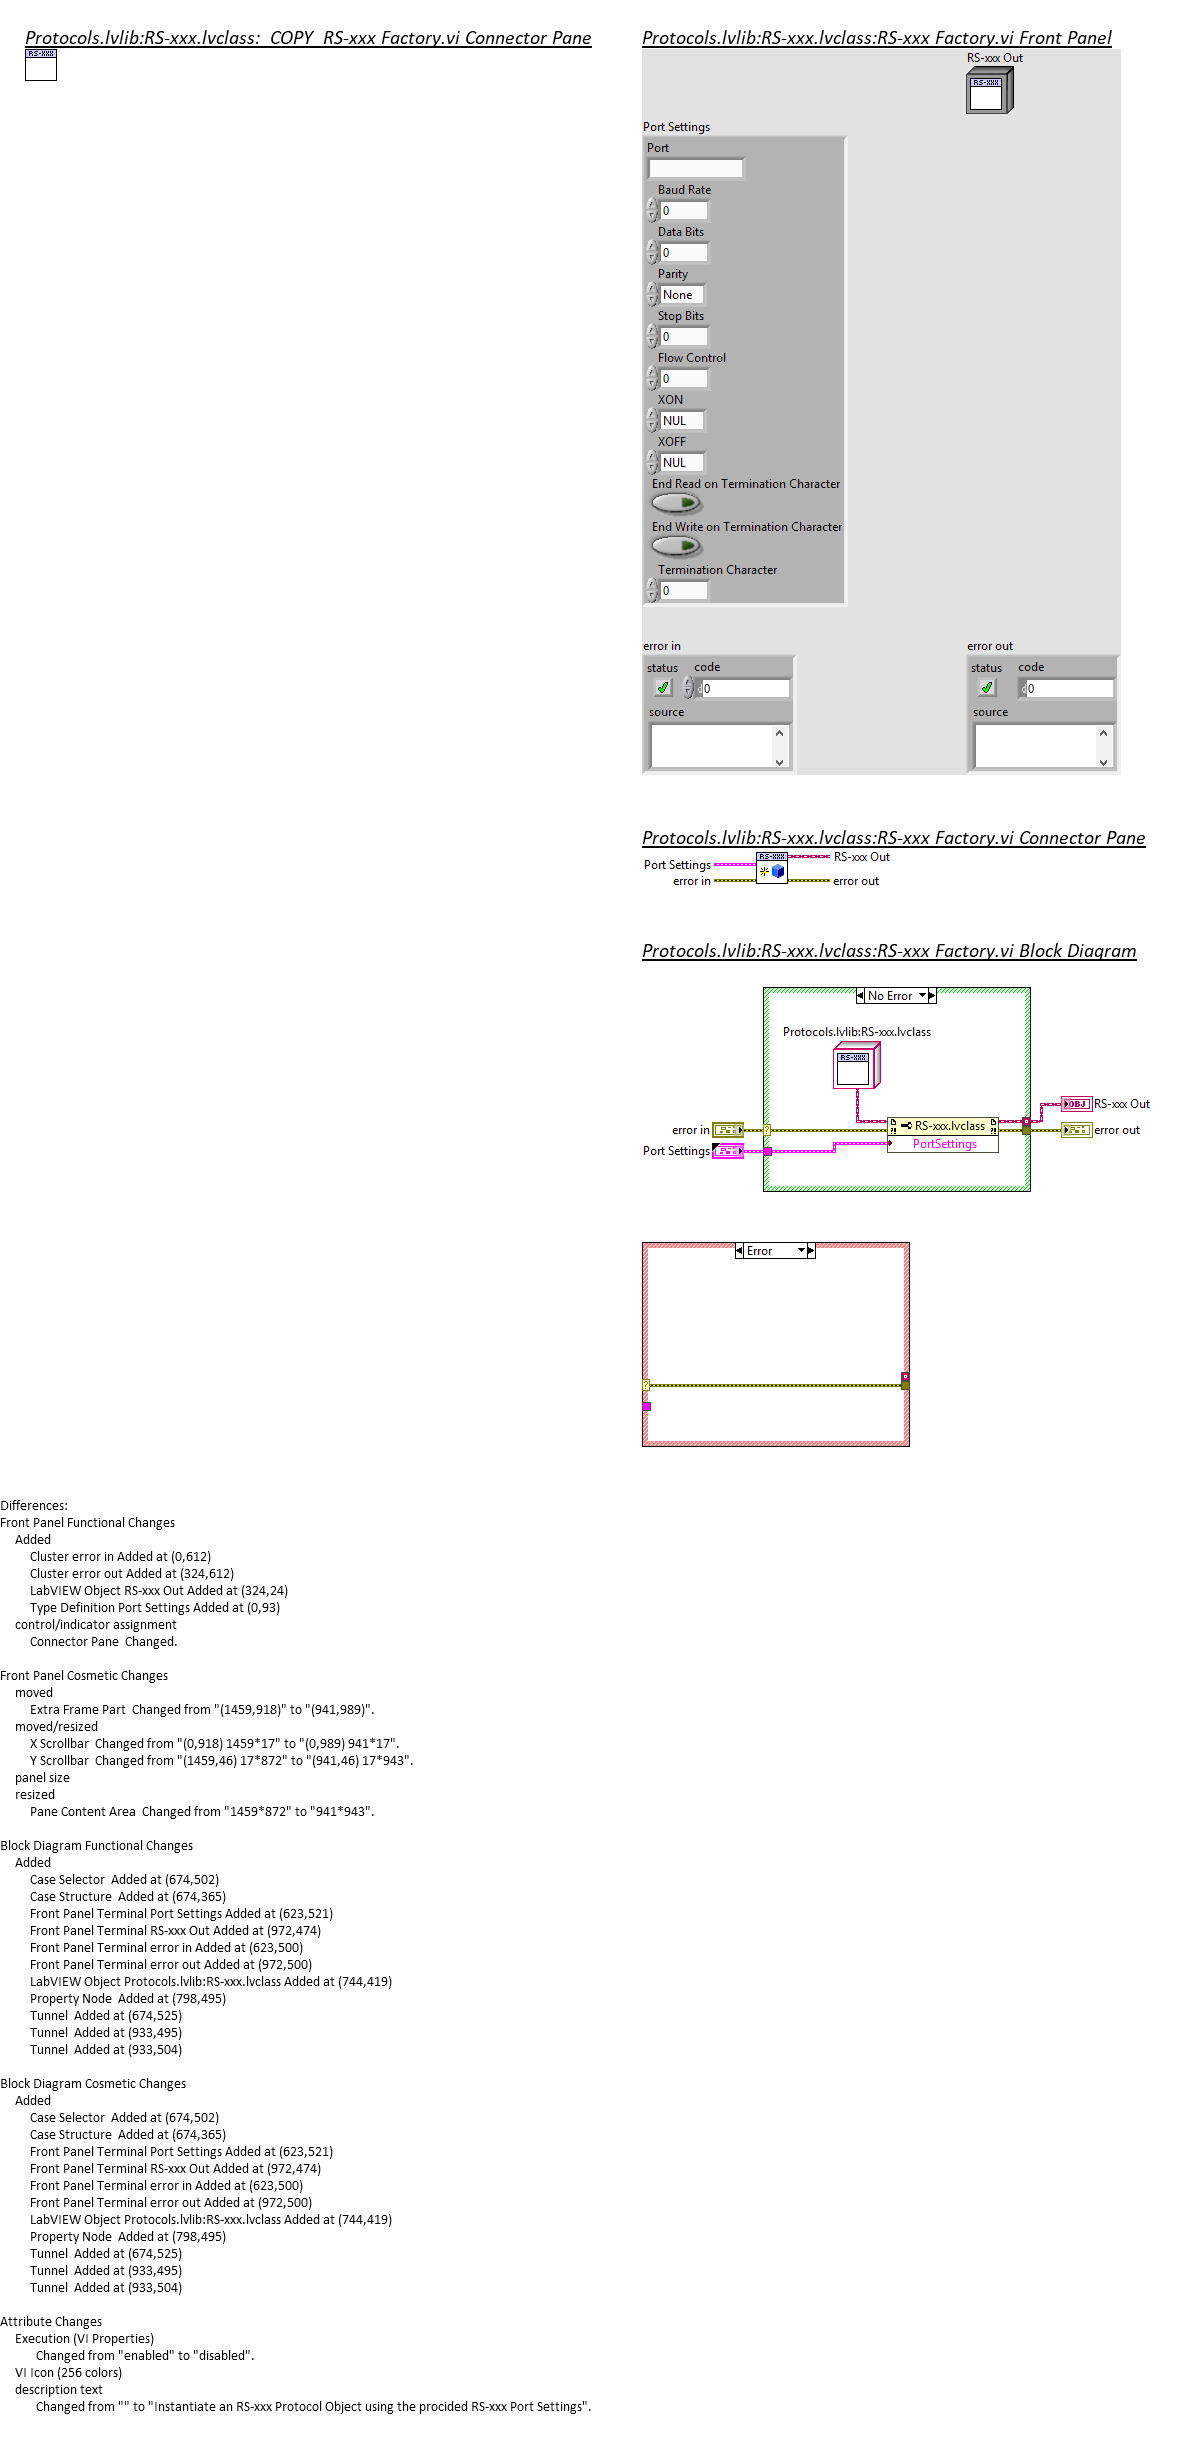 Protocols.lvlib:RS-xxx.lvclass:  COPY  RS-xxx Factory.vi Connector Pane
RS-XXX
Protocols.lvlib:RS-xxx.lvclass:RS-xxx Factory.vi Front Panel
RS-xxx Out
RS-XXX
Port Settings
Port
Baud Rate
0
Data Bits
0
Parity
None
Stop Bits
0
Flow Control
0
XON
NUL
XOFF
NUL
End Read on Termination Character
End Write on Termination Character
Termination Character
0
error in
status code
d0
source
error out
status code
d0
source
Protocols.lvlib:RS-xxx.lvclass:RS-xxx Factory.vi Connector Pane
RS-XXX
RS-xxx Out
Port Settings
error in
error out
Protocols.lvlib:RS-xxx.lvclass:RS-xxx Factory.vi Block Diagram
No Error
Protocols.lvlib:RS-xxx.lvclass
RS-XXX
OBJ RS-xxx Out
error in
?
?! RS-xxx.lvclass ?!
error out
Port Settings
PortSettings
Error
?
Differences:
Front Panel Functional Changes
Added
Cluster error in Added at (0,612)
Cluster error out Added at (324,612)
LabVIEW Object RS-xxx Out Added at (324,24)
Type Definition Port Settings Added at (0,93)
control/indicator assignment
Connector Pane  Changed.
Front Panel Cosmetic Changes
moved
Extra Frame Part  Changed from "(1459,918)" to "(941,989)".
moved/resized
X Scrollbar  Changed from "(0,918) 1459*17" to "(0,989) 941*17".
Y Scrollbar  Changed from "(1459,46) 17*872" to "(941,46) 17*943".
panel size
resized
Pane Content Area  Changed from "1459*872" to "941*943".
Block Diagram Functional Changes
Added
Case Selector  Added at (674,502)
Case Structure  Added at (674,365)
Front Panel Terminal Port Settings Added at (623,521)
Front Panel Terminal RS-xxx Out Added at (972,474)
Front Panel Terminal error in Added at (623,500)
Front Panel Terminal error out Added at (972,500)
LabVIEW Object Protocols.lvlib:RS-xxx.lvclass Added at (744,419)
Property Node  Added at (798,495)
Tunnel  Added at (674,525)
Tunnel  Added at (933,495)
Tunnel  Added at (933,504)
Block Diagram Cosmetic Changes
Added
Case Selector  Added at (674,502)
Case Structure  Added at (674,365)
Front Panel Terminal Port Settings Added at (623,521)
Front Panel Terminal RS-xxx Out Added at (972,474)
Front Panel Terminal error in Added at (623,500)
Front Panel Terminal error out Added at (972,500)
LabVIEW Object Protocols.lvlib:RS-xxx.lvclass Added at (744,419)
Property Node  Added at (798,495)
Tunnel  Added at (674,525)
Tunnel  Added at (933,495)
Tunnel  Added at (933,504)
Attribute Changes
Execution (VI Properties)
Changed from "enabled" to "disabled".
VI Icon (256 colors)
description text
Changed from "" to "Instantiate an RS-xxx Protocol Object using the procided RS-xxx Port Settings".